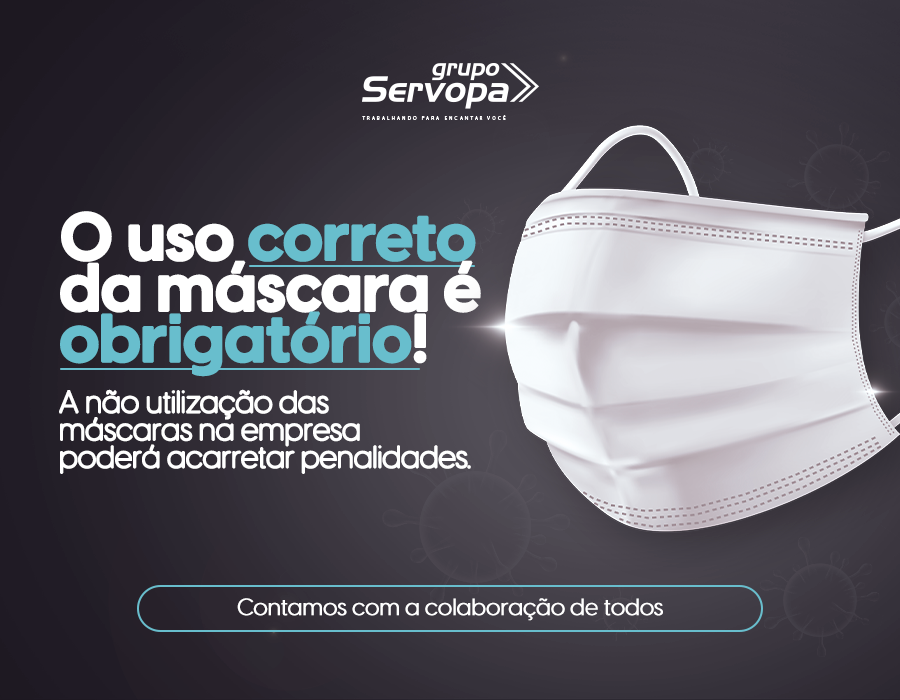 grupo
Servopa
TRABALHANDO PARA ENCANTAR VOCÊ
O uso correto
da máscara é
obrigatório!
A não utilização das
máscaras na empresa
poderá acarretar penalidades.
Contamos com a colaboração de todos